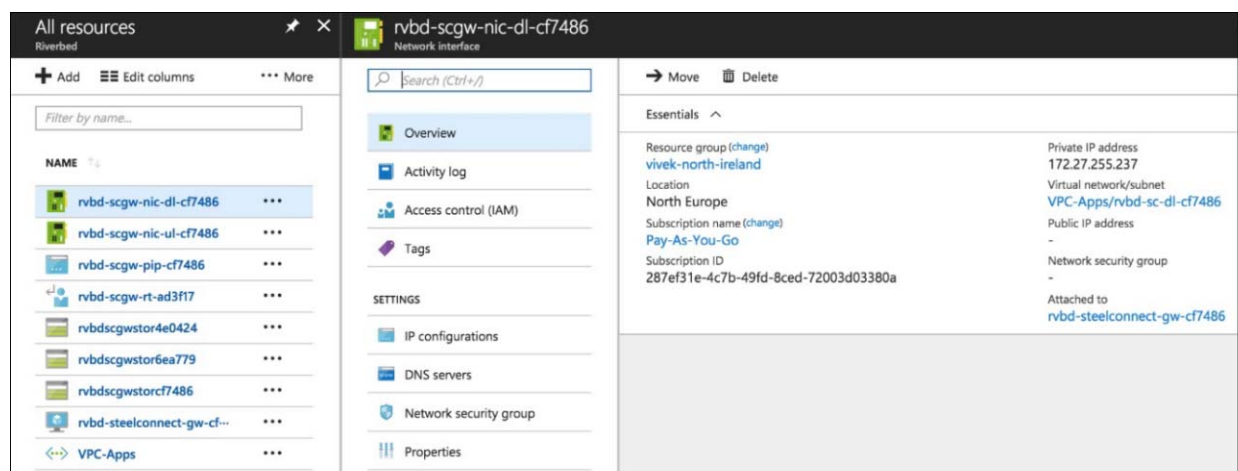 All resources
Riverbed
Add
Edit columns
More
Filter by name...
NAME
rvbd-scgw-nic-dl-cf7486
rvbd-scgw-nic-ul-cf7486
rvbd-scgw-pip-cf7486
rvbd-scgw-rt-ad3f17
rvbdscgwstor4e0424
rvbdscgwstor6ea779
rvbdscgwstorcf7486
rvbd-steelconnect-gw-cf...
VPC-Apps
rvbd-scgw-nic-dl-cf7486
Network interface
Search (Ctrl+/)
Overview
Activity log
Access control (IAM)
Tags
SETTINGS
IP configurations
DNS servers
Network security group
Properties
Move
Delete
Essentials
Resource group (change)
vivek-north-ireland
Location
North Europe
Subscription name (change)
Pay-As-You-Go
Subscription ID
287ef31e-4c7b-49fd-8ced-72003d03380a
Private IP address
172.27.255.237
Virtual network/subnet
VPC-Apps/rvbd-sc-dl-cf7486
Public IP address
-
Network security group
-
Attached to
rvbd-steelconnect-gw-cf7486